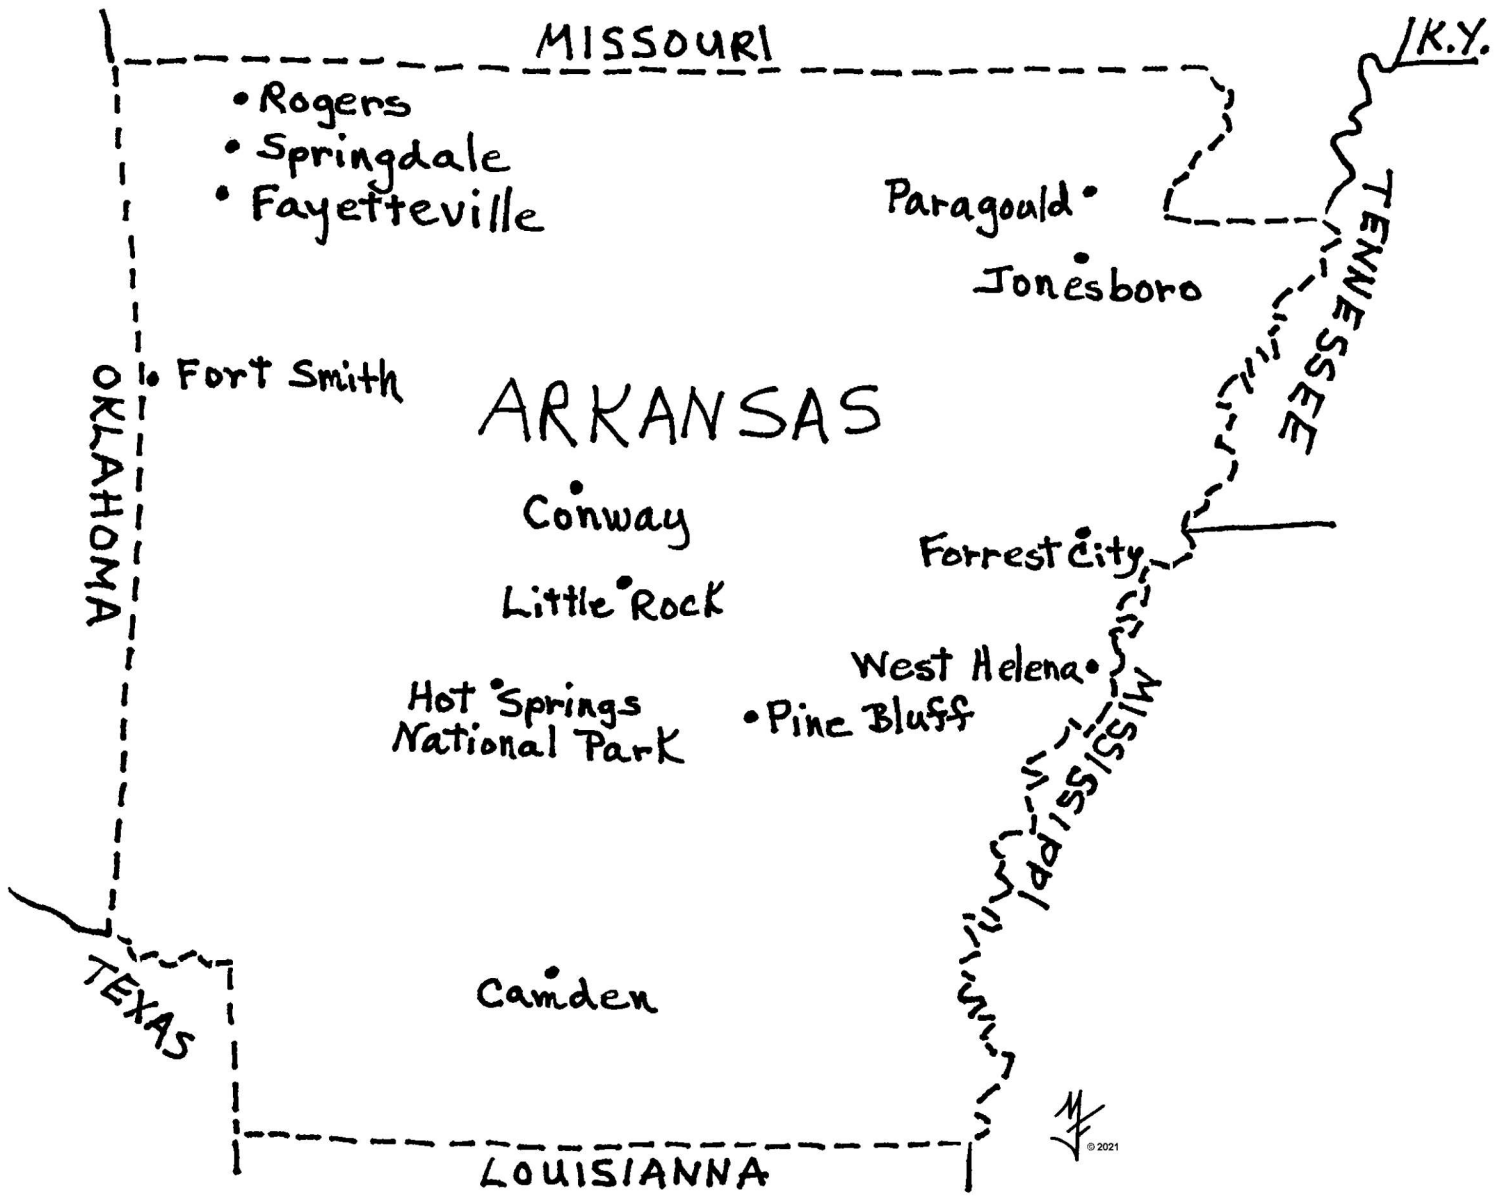 MISSOURI
K.Y.
Rogers
Springdale
Fayetteville
Paragould
TENNESSEE
Jonesboro
OKLAHOMA
Fort Smith
ARKANSAS
Conway
Forrest City
Little Rock
West Helena
Hot Springs
National Park
Pine Bluff
MISSISSIPPI
TEXAS
Camden
© 2021
LOUISIANNA